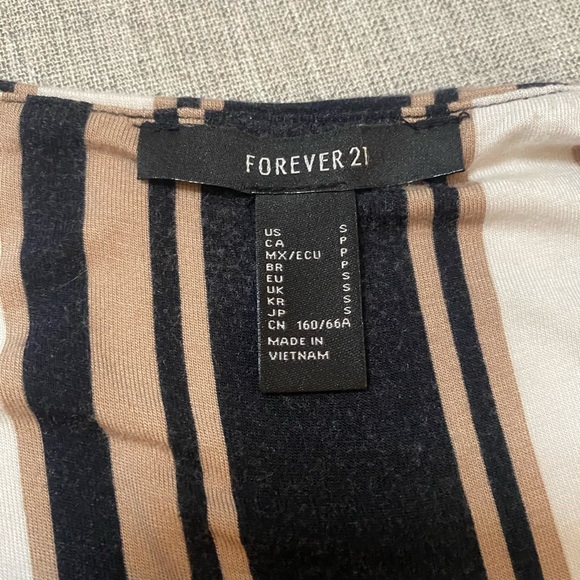 FOREVER 21
US S
CA P
MX/ECU P
BR P
EU S
UK S
KR S
JP S
CN 160/66A
MADE IN
VIETNAM